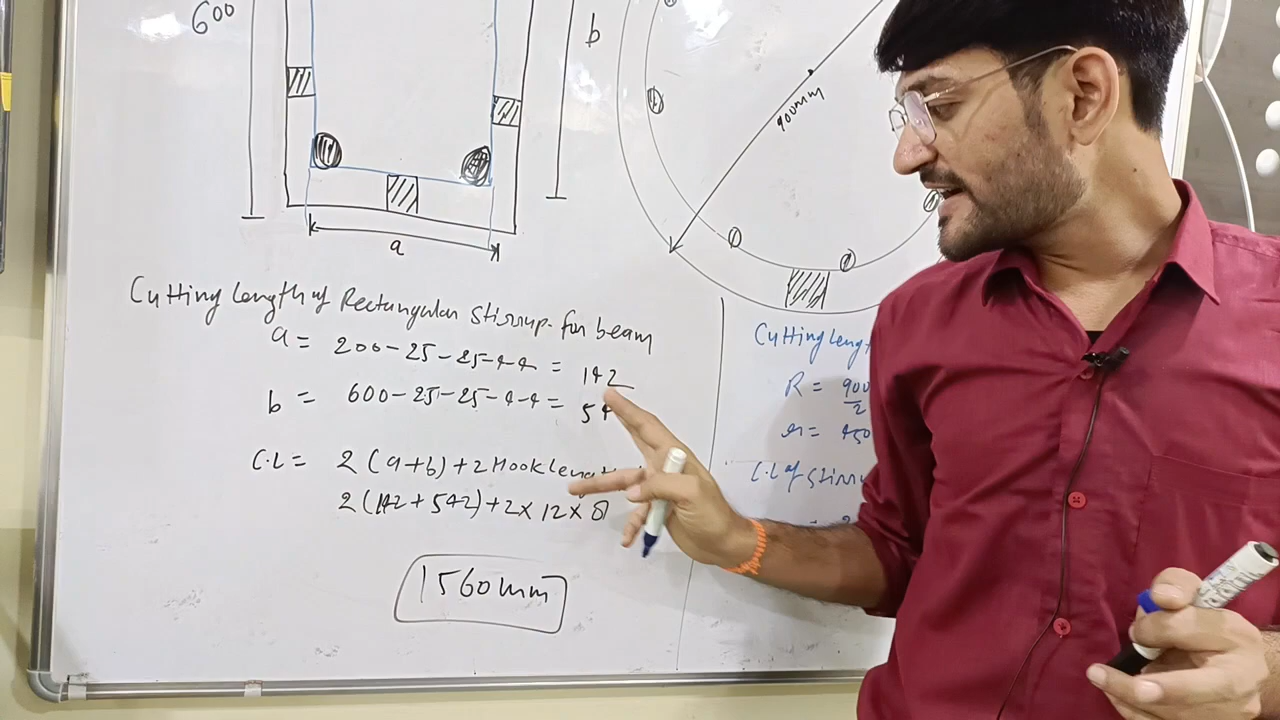 600
b
900mm
a
Cutting length of Rectangular stirrup for beam
a = 200-25-25-4-4 = 142
b = 600-25-25-4-4 = 54
C.L = 2(a+b)+2 Hook Leng
2(142+542)+2×12×8
1560mm
Cutting Leng
R = 900/2
r = 450
C.L of Stirru
=